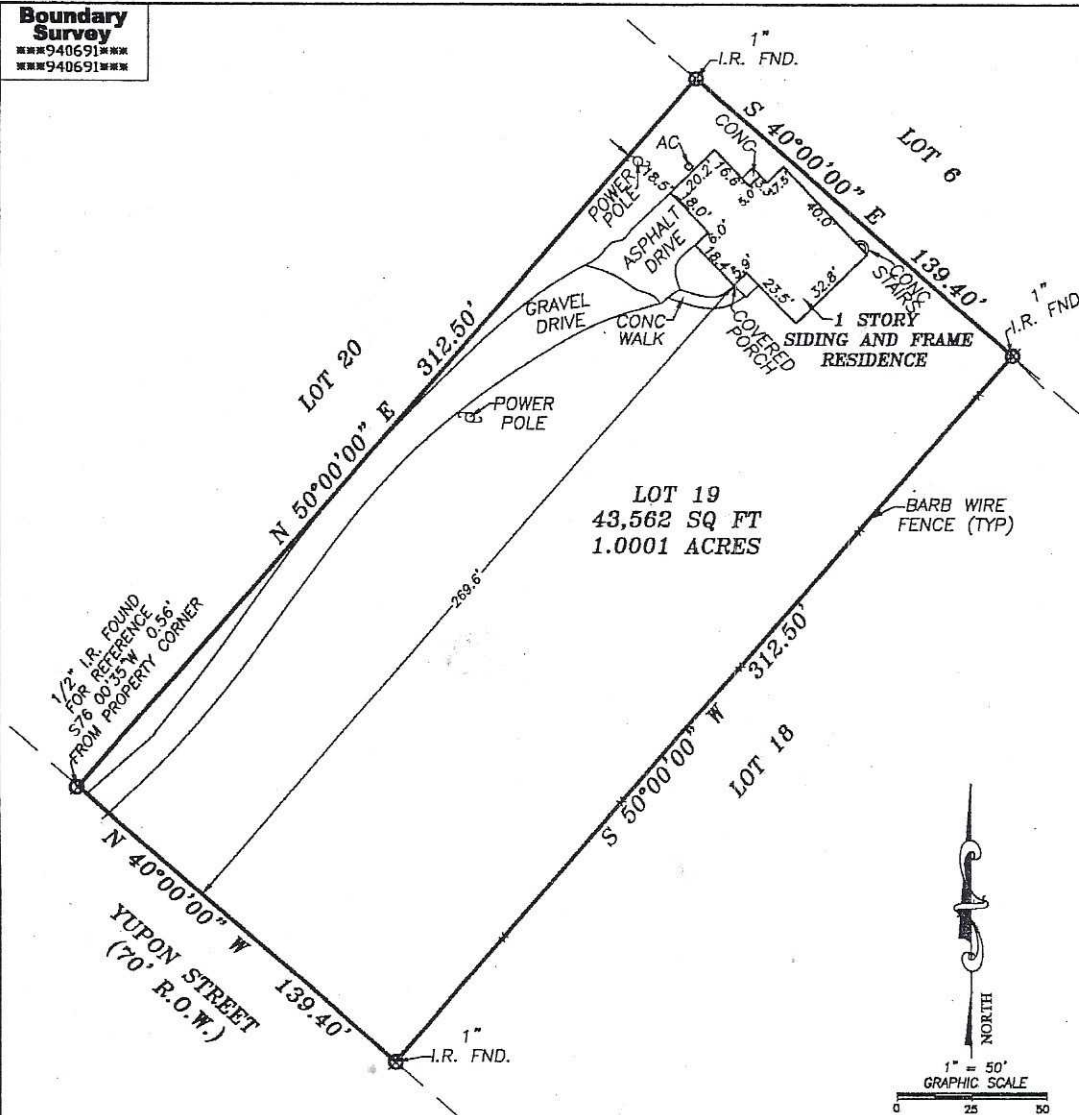 Boundary
Survey
***940691***
***940691***
1"
I.R. FND.
S 40°00'00" E
139.40'
LOT 6
1"
I.R. FND.
CONC
AC
POWER
POLE
18.5'
20.2'
16.6'
5.0'
13.3'
7.5'
40.0'
18.0'
6.0'
18.4'
5.9'
23.5'
32.8'
CONC
STAIRS
ASPHALT
DRIVE
GRAVEL
DRIVE
CONC
WALK
COVERED
PORCH
1 STORY
SIDING AND FRAME
RESIDENCE
LOT 20
N 50°00'00" E
312.50'
POWER
POLE
LOT 19
43,562 SQ FT
1.0001 ACRES
BARB WIRE
FENCE (TYP)
269.6'
1/2" I.R. FOUND
FOR REFERENCE
S76 00'35"W 0.56'
FROM PROPERTY CORNER
S 50°00'00" W
312.50'
LOT 18
N 40°00'00" W
139.40'
YUPON STREET
(70' R.O.W.)
1"
I.R. FND.
NORTH
1" = 50'
GRAPHIC SCALE
0 25 50